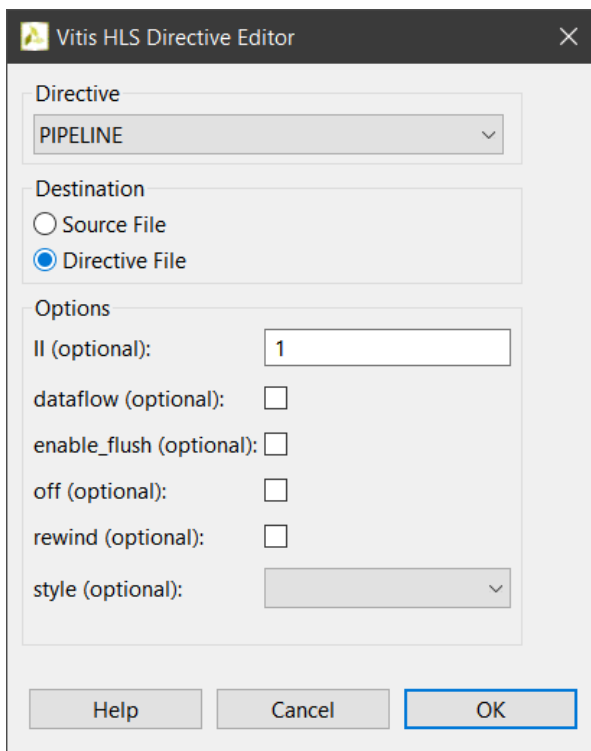 Vitis HLS Directive Editor
Directive
PIPELINE
Destination
Source File
Directive File
Options
II (optional): 1
dataflow (optional):
enable_flush (optional):
off (optional):
rewind (optional):
style (optional):
Help Cancel OK